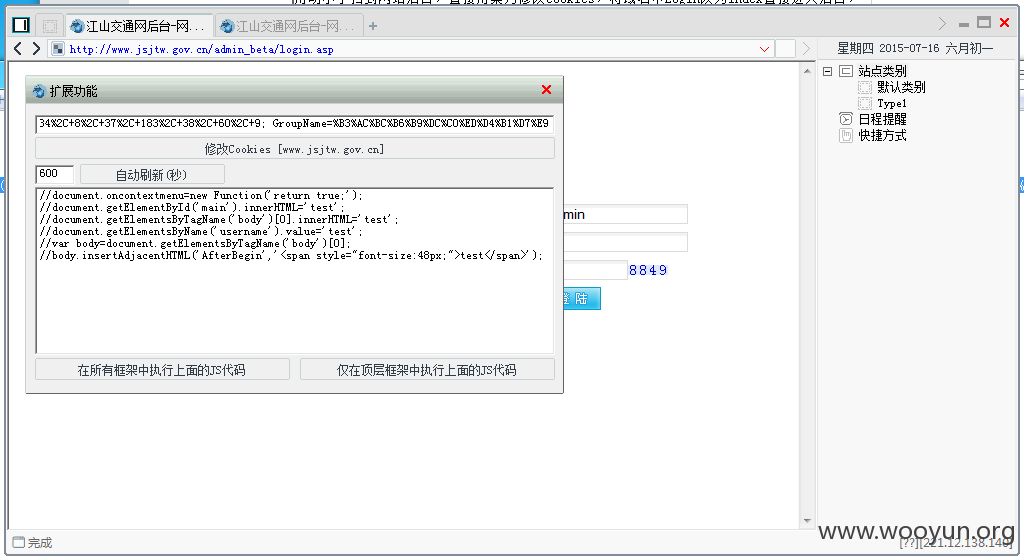 江山交通网后台-网... 江山交通网后台-网... +
http://www.jsjtw.gov.cn/admin_beta/login.asp
星期四 2015-07-16 六月初一
扩展功能
34%2C+8%2C+37%2C+183%2C+38%2C+60%2C+9; GroupName=%B3%AC%BC%B6%B9%DC%C0%ED%D4%B1%D7%E9
修改Cookies [www.jsjtw.gov.cn]
600 自动刷新(秒)
//document.oncontextmenu=new Function('return true;');
//document.getElementById('main').innerHTML='test';
//document.getElementsByTagName('body')[0].innerHTML='test';
//document.getElementsByName('username').value='test';
//var body=document.getElementsByTagName('body')[0];
//body.insertAdjacentHTML('AfterBegin','<span style="font-size:48px;">test</span>');
在所有框架中执行上面的JS代码 仅在顶层框架中执行上面的JS代码
min
8849
登 陆
站点类别
默认类别
Type1
日程提醒
快捷方式
完成
www.wooyun.org
[??][221.12.138.140]